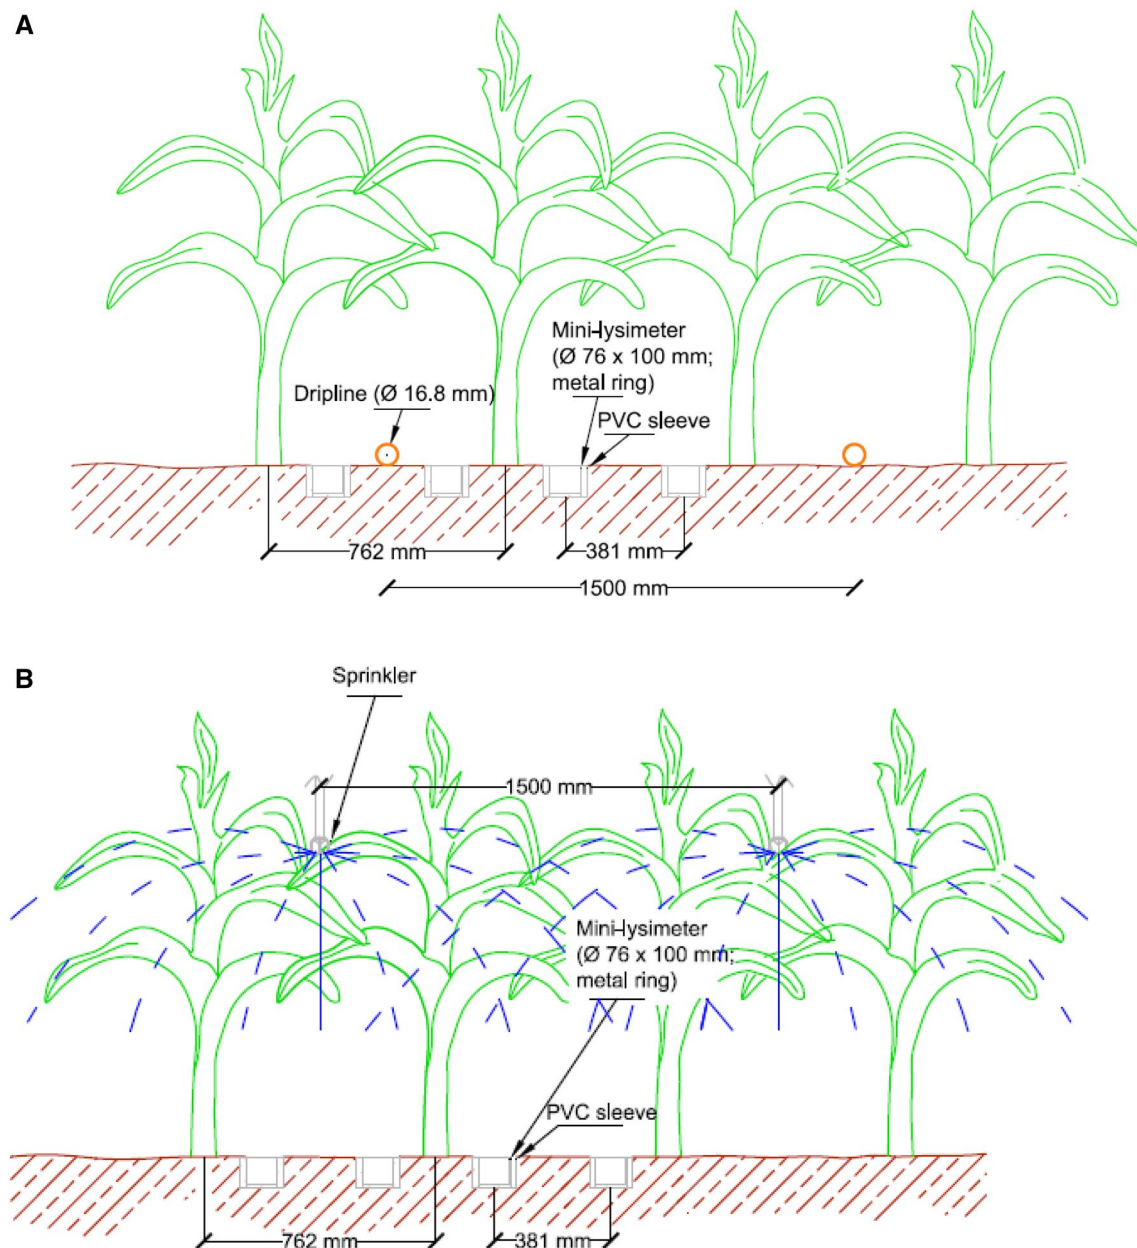 A
Mini-lysimeter
(Ø 76 x 100 mm;
metal ring)
Dripline (Ø 16.8 mm)
PVC sleeve
762 mm
381 mm
1500 mm
B
Sprinkler
1500 mm
Mini-lysimeter
(Ø 76 x 100 mm;
metal ring)
PVC sleeve
762 mm
381 mm